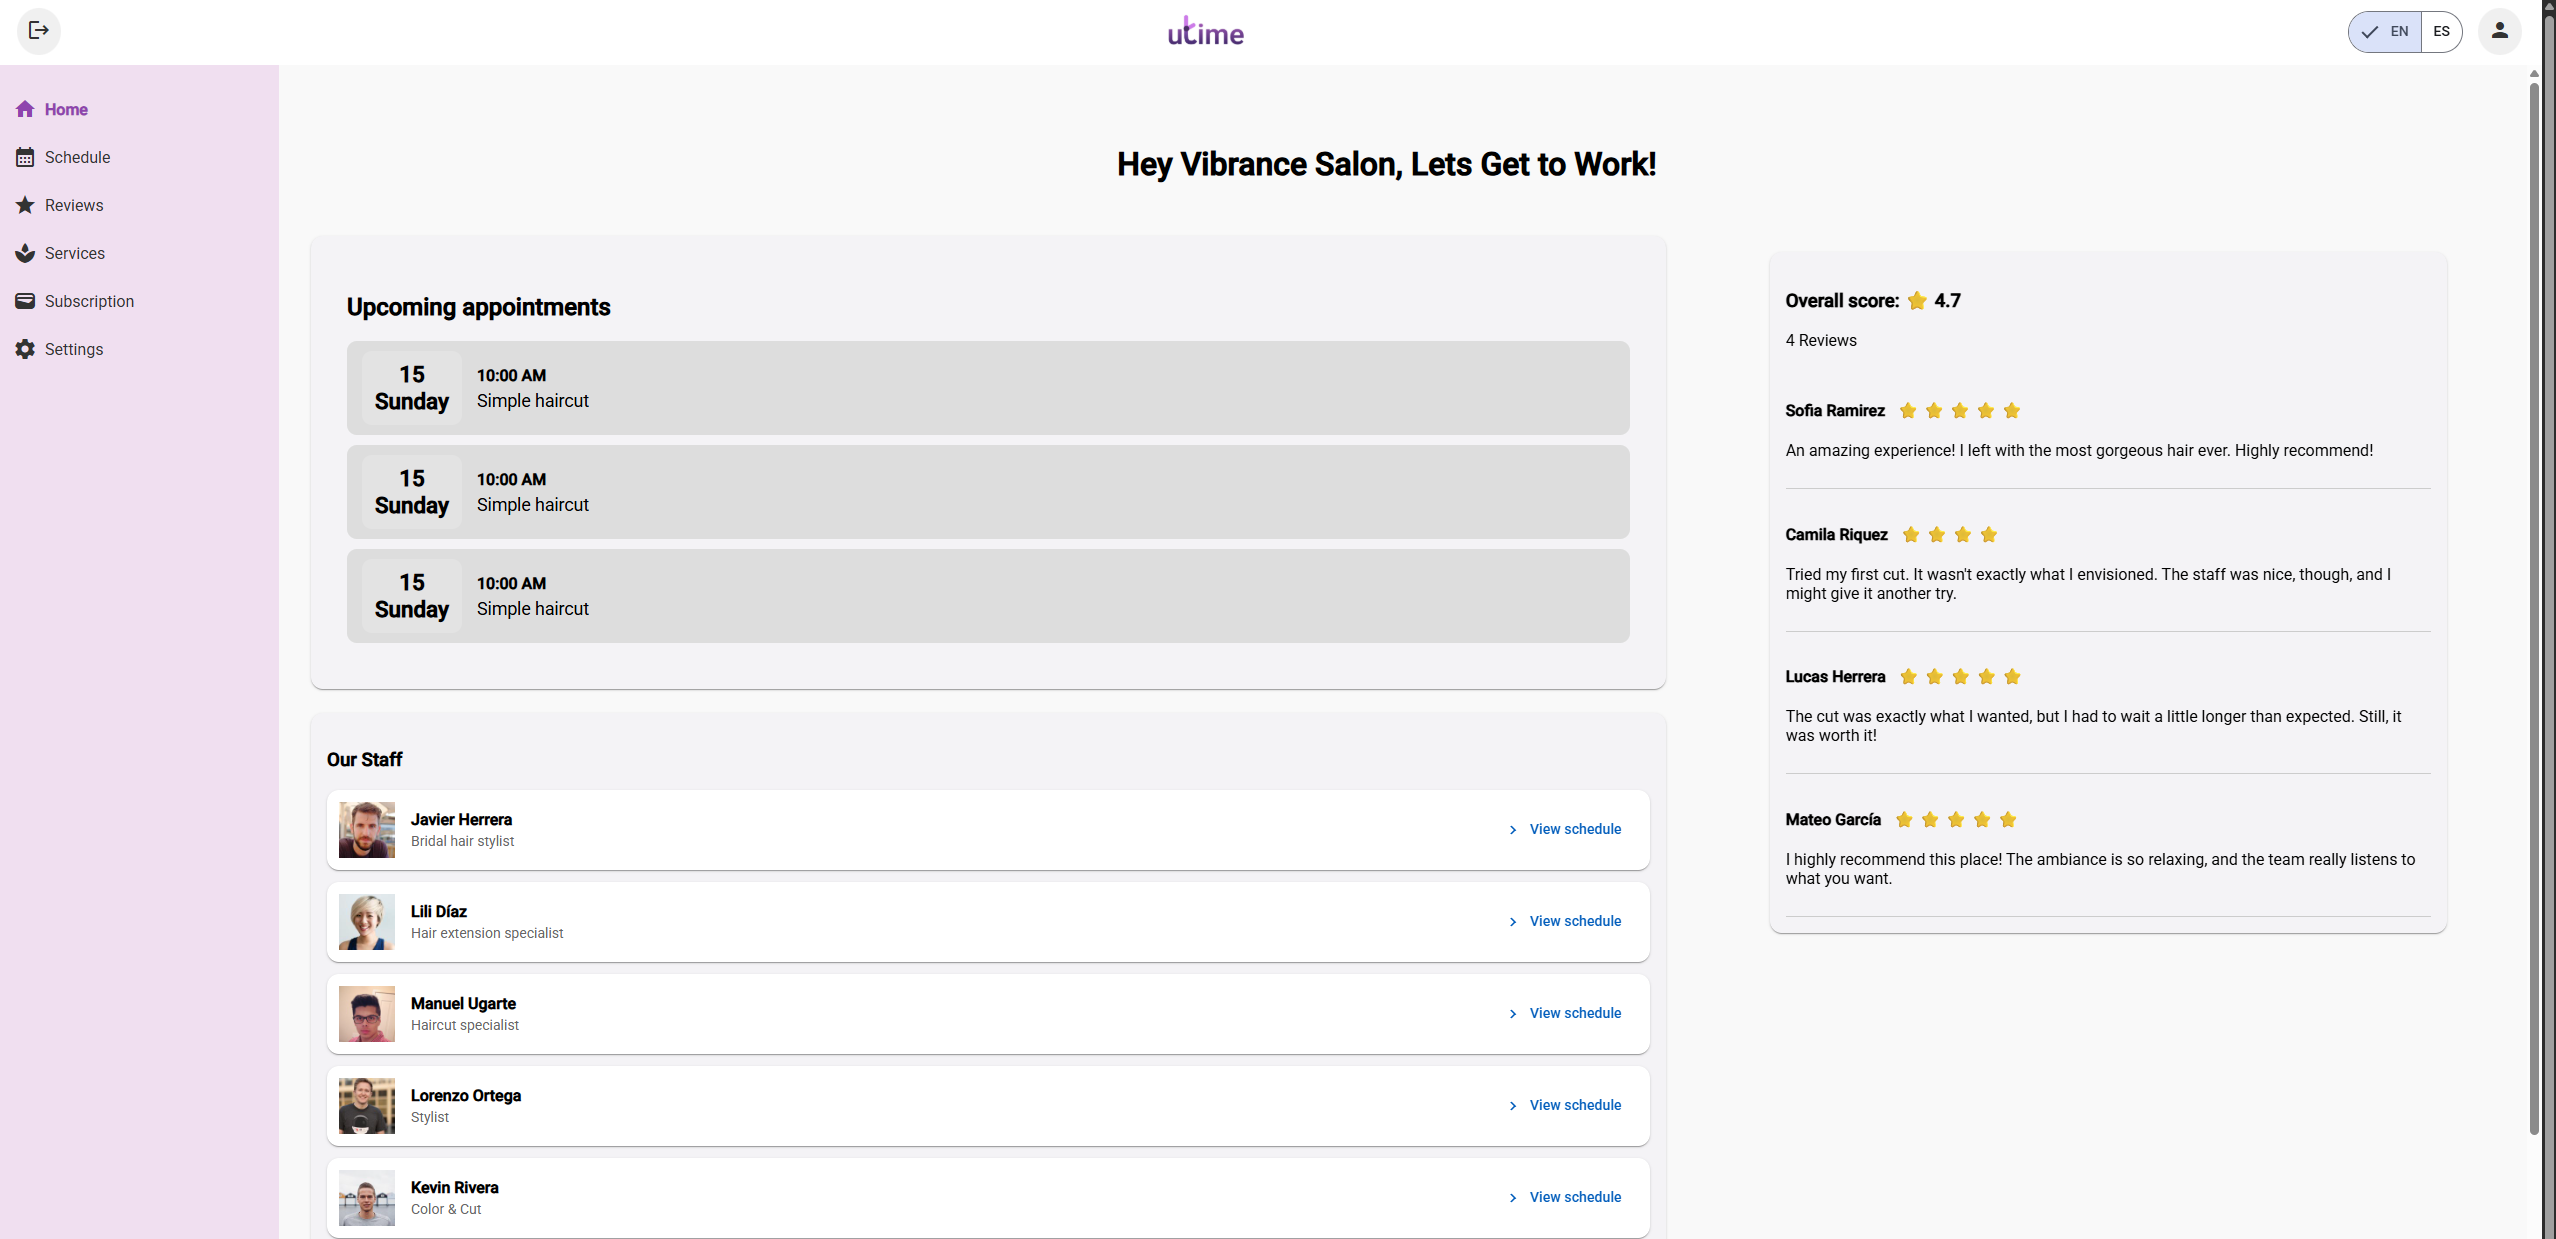 utime
EN
ES
Home
Schedule
Reviews
Services
Subscription
Settings
Hey Vibrance Salon, Lets Get to Work!
Upcoming appointments
15
Sunday
10:00 AM
Simple haircut
15
Sunday
10:00 AM
Simple haircut
15
Sunday
10:00 AM
Simple haircut
Our Staff
Javier Herrera
Bridal hair stylist
View schedule
Lili Díaz
Hair extension specialist
View schedule
Manuel Ugarte
Haircut specialist
View schedule
Lorenzo Ortega
Stylist
View schedule
Kevin Rivera
Color & Cut
View schedule
Overall score: 4.7
4 Reviews
Sofia Ramirez
An amazing experience! I left with the most gorgeous hair ever. Highly recommend!
Camila Riquez
Tried my first cut. It wasn't exactly what I envisioned. The staff was nice, though, and I
might give it another try.
Lucas Herrera
The cut was exactly what I wanted, but I had to wait a little longer than expected. Still, it
was worth it!
Mateo García
I highly recommend this place! The ambiance is so relaxing, and the team really listens to
what you want.